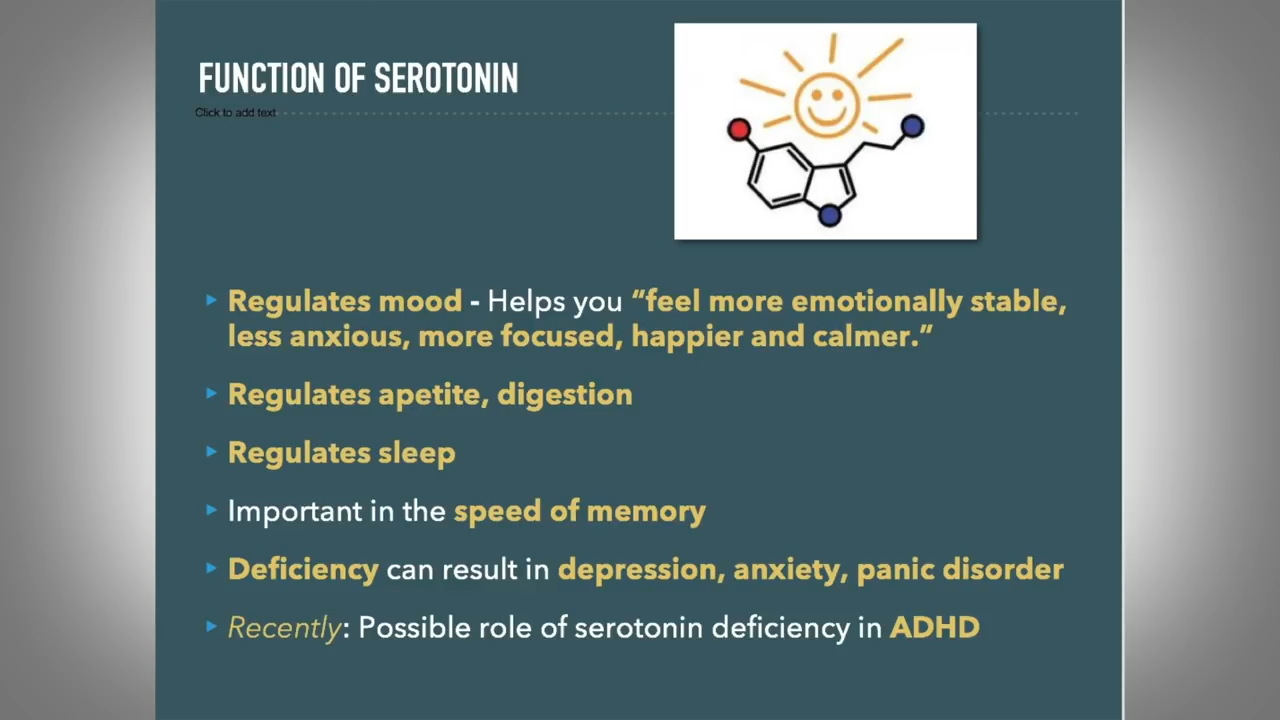 FUNCTION OF SEROTONIN
Click to add text
Regulates mood - Helps you “feel more emotionally stable,
less anxious, more focused, happier and calmer.”
Regulates apetite, digestion
Regulates sleep
Important in the speed of memory
Deficiency can result in depression, anxiety, panic disorder
Recently: Possible role of serotonin deficiency in ADHD